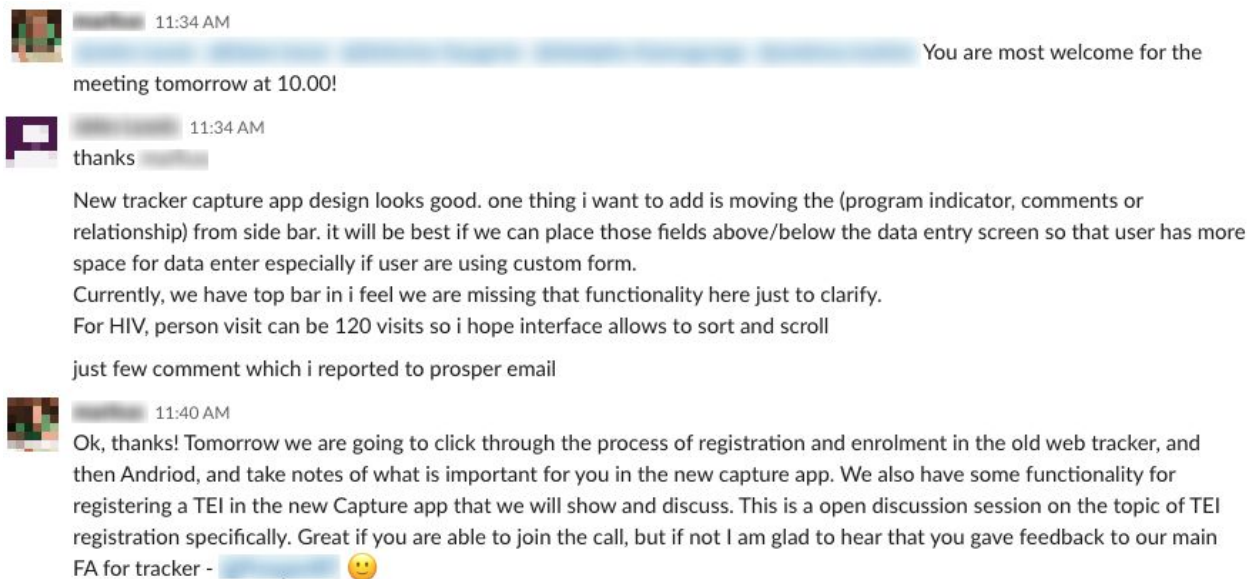 11:34 AM
You are most welcome for the
meeting tomorrow at 10.00!
11:34 AM
thanks
New tracker capture app design looks good. one thing i want to add is moving the (program indicator, comments or
relationship) from side bar. it will be best if we can place those fields above/below the data entry screen so that user has more
space for data enter especially if user are using custom form.
Currently, we have top bar in i feel we are missing that functionality here just to clarify.
For HIV, person visit can be 120 visits so i hope interface allows to sort and scroll
just few comment which i reported to prosper email
11:40 AM
Ok, thanks! Tomorrow we are going to click through the process of registration and enrolment in the old web tracker, and
then Andriod, and take notes of what is important for you in the new capture app. We also have some functionality for
registering a TEI in the new Capture app that we will show and discuss. This is a open discussion session on the topic of TEI
registration specifically. Great if you are able to join the call, but if not I am glad to hear that you gave feedback to our main
FA for tracker -